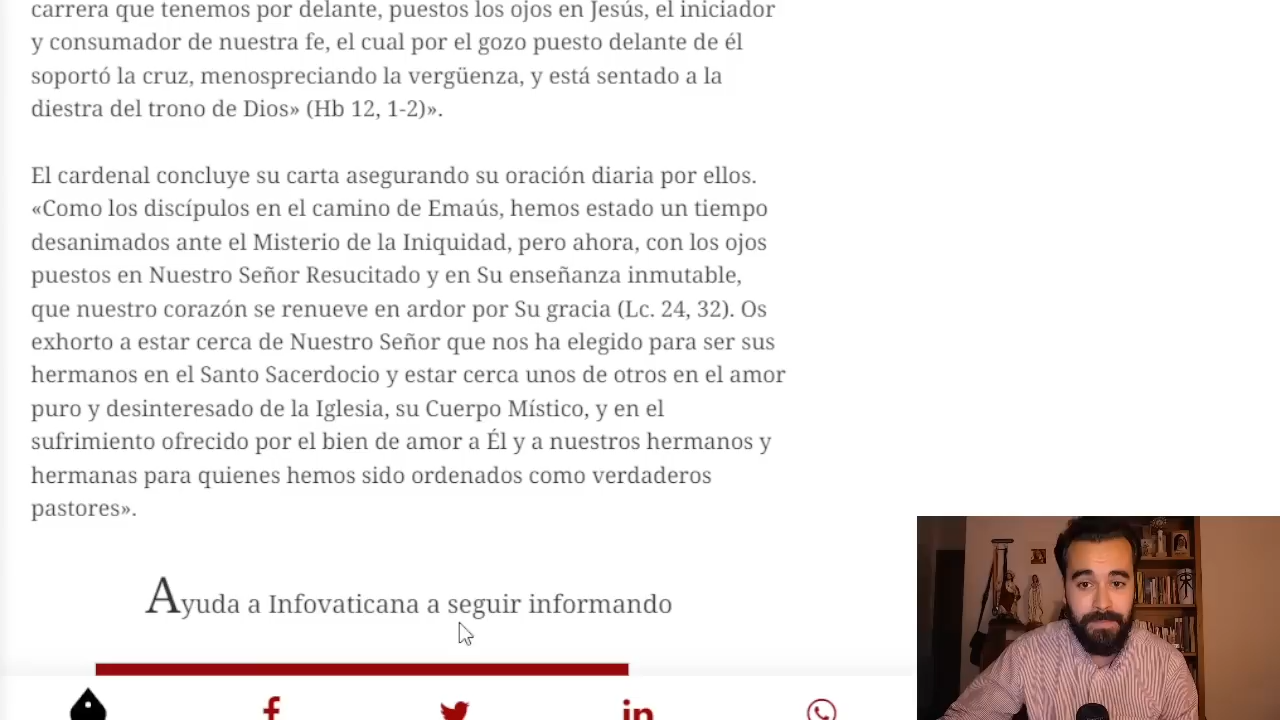 carrera que tenemos por delante, puestos los ojos en Jesús, el iniciador
y consumador de nuestra fe, el cual por el gozo puesto delante de él
soportó la cruz, menospreciando la vergüenza, y está sentado a la
diestra del trono de Dios» (Hb 12, 1-2)».
El cardenal concluye su carta asegurando su oración diaria por ellos.
«Como los discípulos en el camino de Emaús, hemos estado un tiempo
desanimados ante el Misterio de la Iniquidad, pero ahora, con los ojos
puestos en Nuestro Señor Resucitado y en Su enseñanza inmutable,
que nuestro corazón se renueve en ardor por Su gracia (Lc. 24, 32). Os
exhorto a estar cerca de Nuestro Señor que nos ha elegido para ser sus
hermanos en el Santo Sacerdocio y estar cerca unos de otros en el amor
puro y desinteresado de la Iglesia, su Cuerpo Místico, y en el
sufrimiento ofrecido por el bien de amor a Él y a nuestros hermanos y
hermanas para quienes hemos sido ordenados como verdaderos
pastores».
Ayuda a Infovaticana a seguir informando